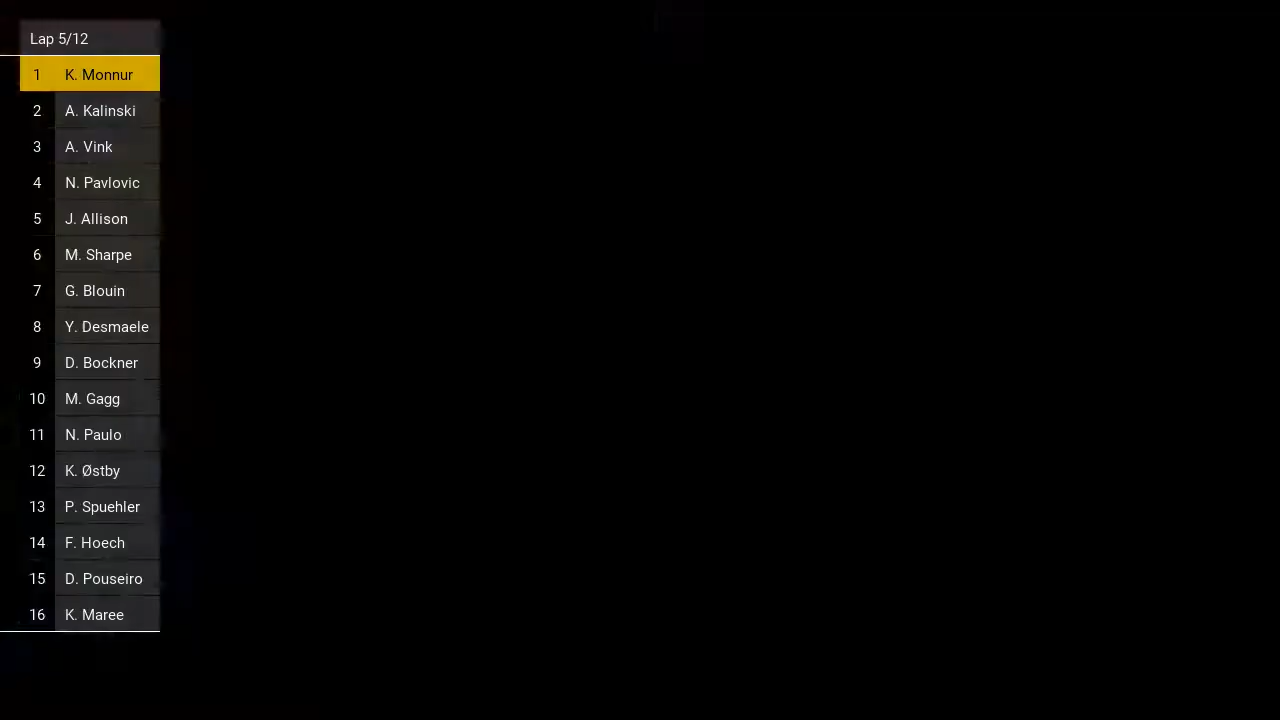 Lap 5/12
1 K. Monnur
2 A. Kalinski
3 A. Vink
4 N. Pavlovic
5 J. Allison
6 M. Sharpe
7 G. Blouin
8 Y. Desmaele
9 D. Bockner
10 M. Gagg
11 N. Paulo
12 K. Østby
13 P. Spuehler
14 F. Hoech
15 D. Pouseiro
16 K. Maree